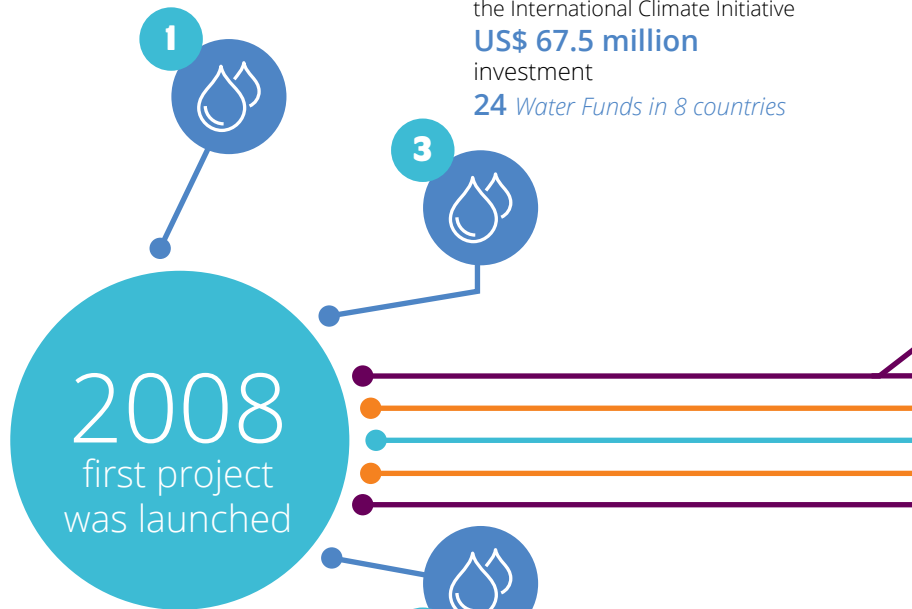 1
the International Climate Initiative
US$ 67.5 million
investment
24 Water Funds in 8 countries
3
2008
first project
was launched